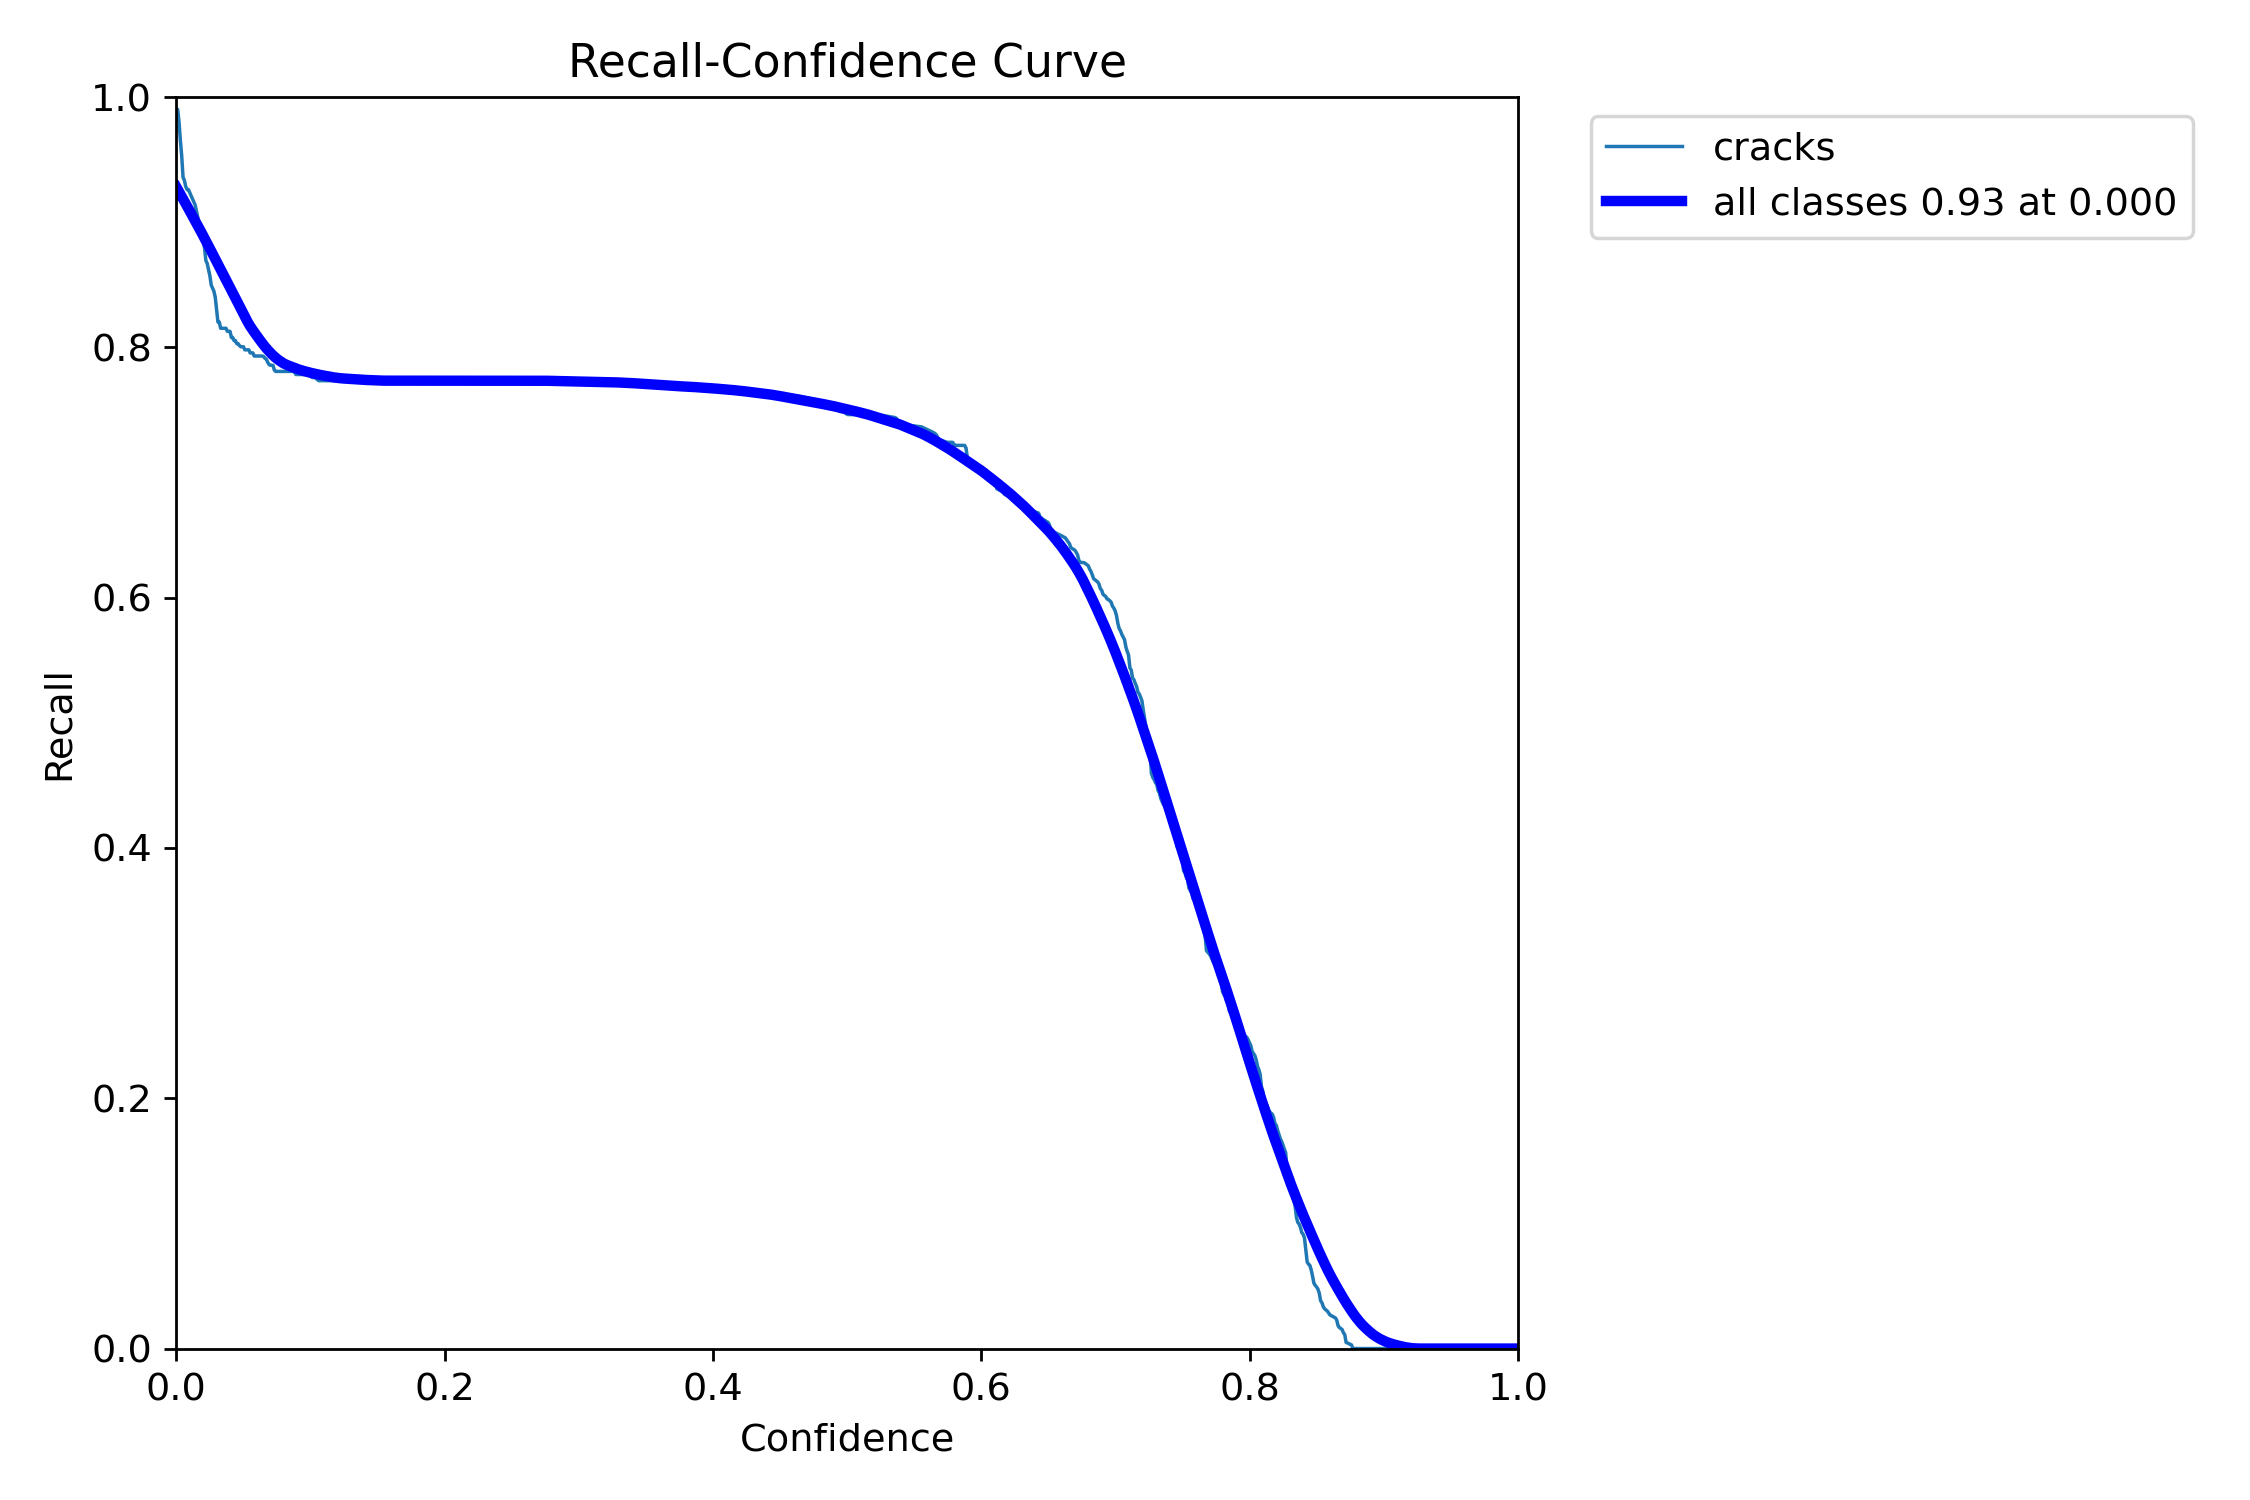 Recall-Confidence Curve
1.0
0.8
0.6
0.4
0.2
0.0
Recall
0.0 0.2 0.4 0.6 0.8 1.0
Confidence
cracks
all classes 0.93 at 0.000